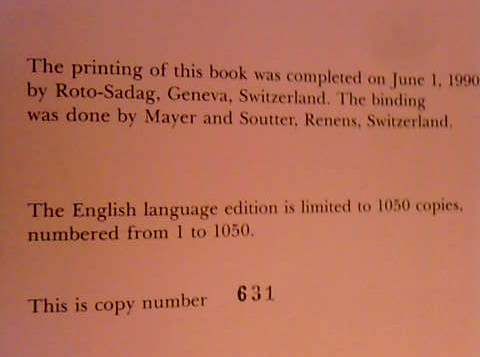 The printing of this book was completed on June 1, 1990
by Roto-Sadag, Geneva, Switzerland. The binding
was done by Mayer and Soutter, Renens, Switzerland.
The English language edition is limited to 1050 copies,
numbered from 1 to 1050.
This is copy number 631